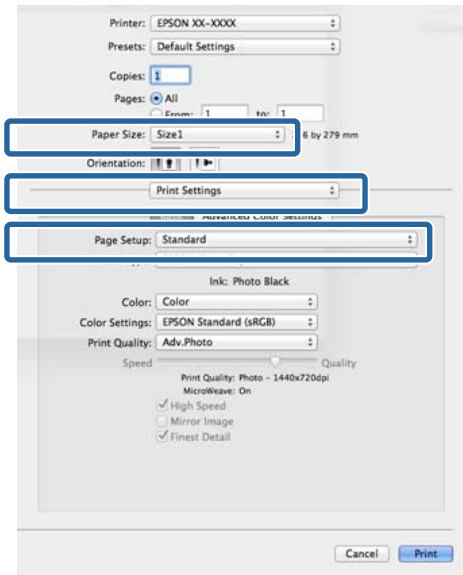 Printer: EPSON XX-XXXX
Presets: Default Settings
Copies: 1
Pages: All
From: 1 to: 1
Paper Size: Size1 6 by 279 mm
Orientation:
Print Settings
Advanced Color Settings
Page Setup: Standard
Ink: Photo Black
Color: Color
Color Settings: EPSON Standard (sRGB)
Print Quality: Adv.Photo
Speed Quality
Print Quality: Photo - 1440x720dpi
MicroWeave: On
High Speed
Mirror Image
Finest Detail
Cancel Print